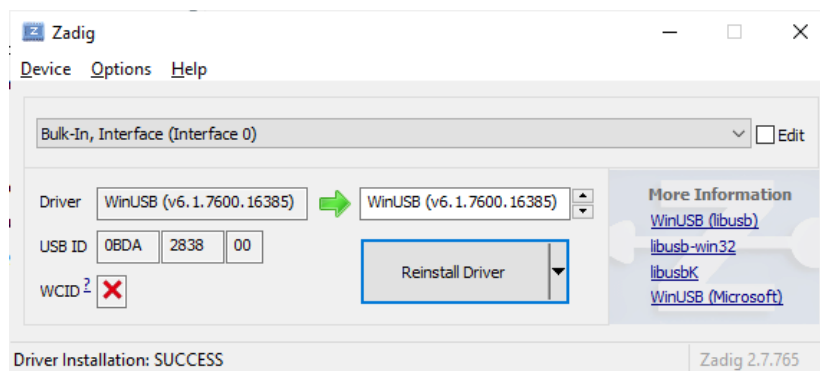 Zadig
Device Options Help
Bulk-In, Interface (Interface 0) Edit
Driver WinUSB (v6.1.7600.16385) WinUSB (v6.1.7600.16385)
USB ID 0BDA 2838 00
WCID ?
Reinstall Driver
More Information
WinUSB (libusb)
libusb-win32
libusbK
WinUSB (Microsoft)
Driver Installation: SUCCESS Zadig 2.7.765